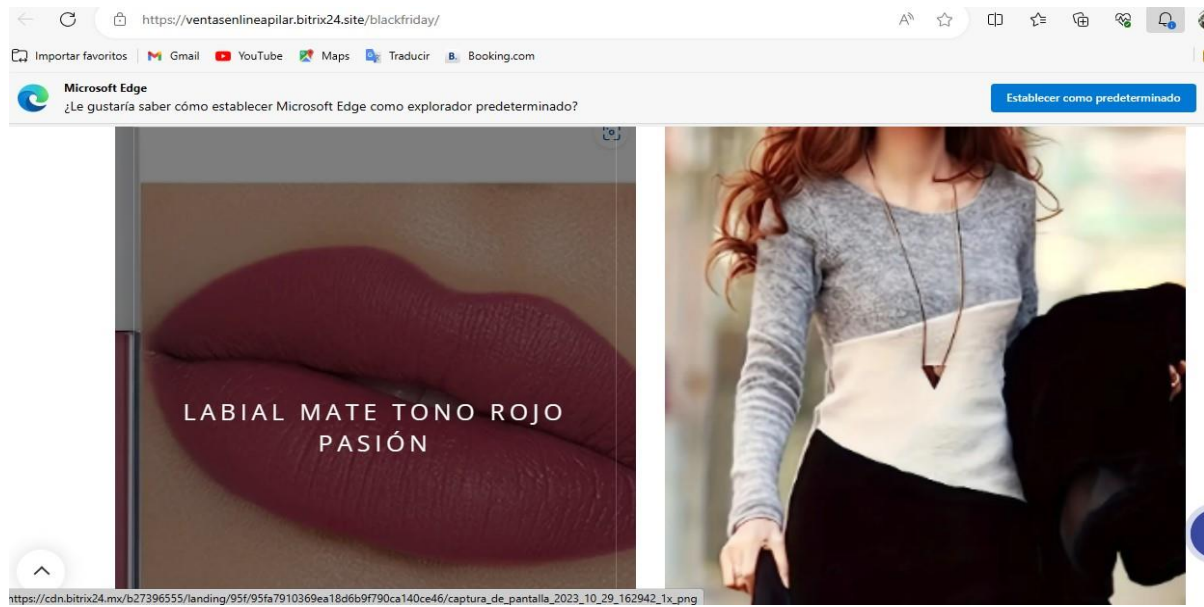 https://ventasenlineapilar.bitrix24.site/blackfriday/
Importar favoritos Gmail YouTube Maps Traducir B. Booking.com
Microsoft Edge
¿Le gustaría saber cómo establecer Microsoft Edge como explorador predeterminado?
Establecer como predeterminado
LABIAL MATE TONO ROJO
PASIÓN
https://cdn.bitrix24.mx/b27396555/landing/95f/95fa7910369ea18d6b9f790ca140ce46/captura_de_pantalla_2023_10_29_162942_1x_png